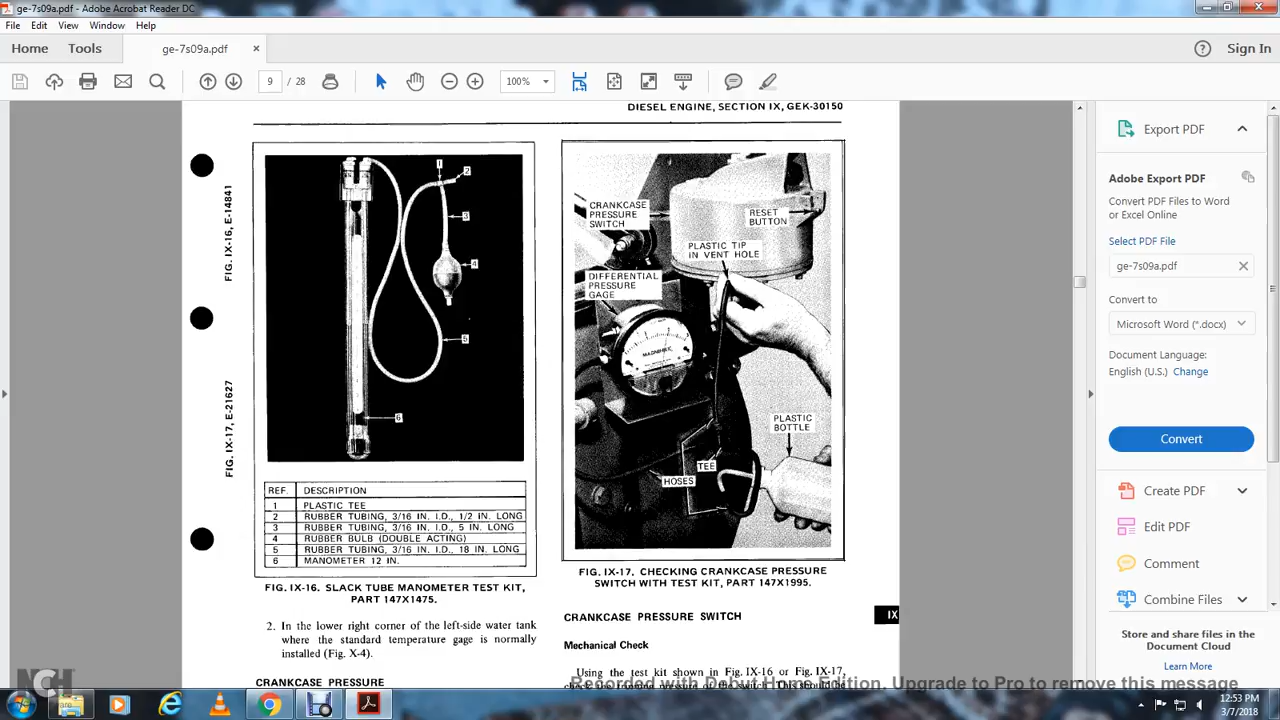 ge-7s09a.pdf - Adobe Acrobat Reader DC
File Edit View Window Help
Home Tools ge-7s09a.pdf × Sign In
9 / 28 100%
DIESEL ENGINE, SECTION IX, GEK-30150
FIG. IX-16, E-14841
FIG. IX-17, E-21627
1
2
3
4
5
6
REF. DESCRIPTION
1 PLASTIC TEE
2 RUBBER TUBING, 3/16 IN. I.D., 1/2 IN. LONG
3 RUBBER TUBING, 3/16 IN. I.D., 5 IN. LONG
4 RUBBER BULB (DOUBLE ACTING)
5 RUBBER TUBING, 3/16 IN. I.D., 18 IN. LONG
6 MANOMETER 12 IN.
FIG. IX-16. SLACK TUBE MANOMETER TEST KIT,
PART 147X1475.
2. In the lower right corner of the left-side water tank
where the standard temperature gage is normally
installed (Fig. X-4).
CRANKCASE PRESSURE
CRANKCASE
PRESSURE
SWITCH
RESET
BUTTON
PLASTIC TIP
IN VENT HOLE
DIFFERENTIAL
PRESSURE
GAGE
PLASTIC
BOTTLE
TEE
HOSES
FIG. IX-17. CHECKING CRANKCASE PRESSURE
SWITCH WITH TEST KIT, PART 147X1995.
CRANKCASE PRESSURE SWITCH
IX
Mechanical Check
Using the test kit shown in Fig. IX-16 or Fig. IX-17,
Export PDF
Adobe Export PDF
Convert PDF Files to Word
or Excel Online
Select PDF File
ge-7s09a.pdf
Convert to
Microsoft Word (*.docx)
Document Language:
English (U.S.) Change
Convert
Create PDF
Edit PDF
Comment
Combine Files
Store and share files in the
Document Cloud
Learn More
NCH
Upgrade to Pro to remove this message
12:53 PM
3/7/2018